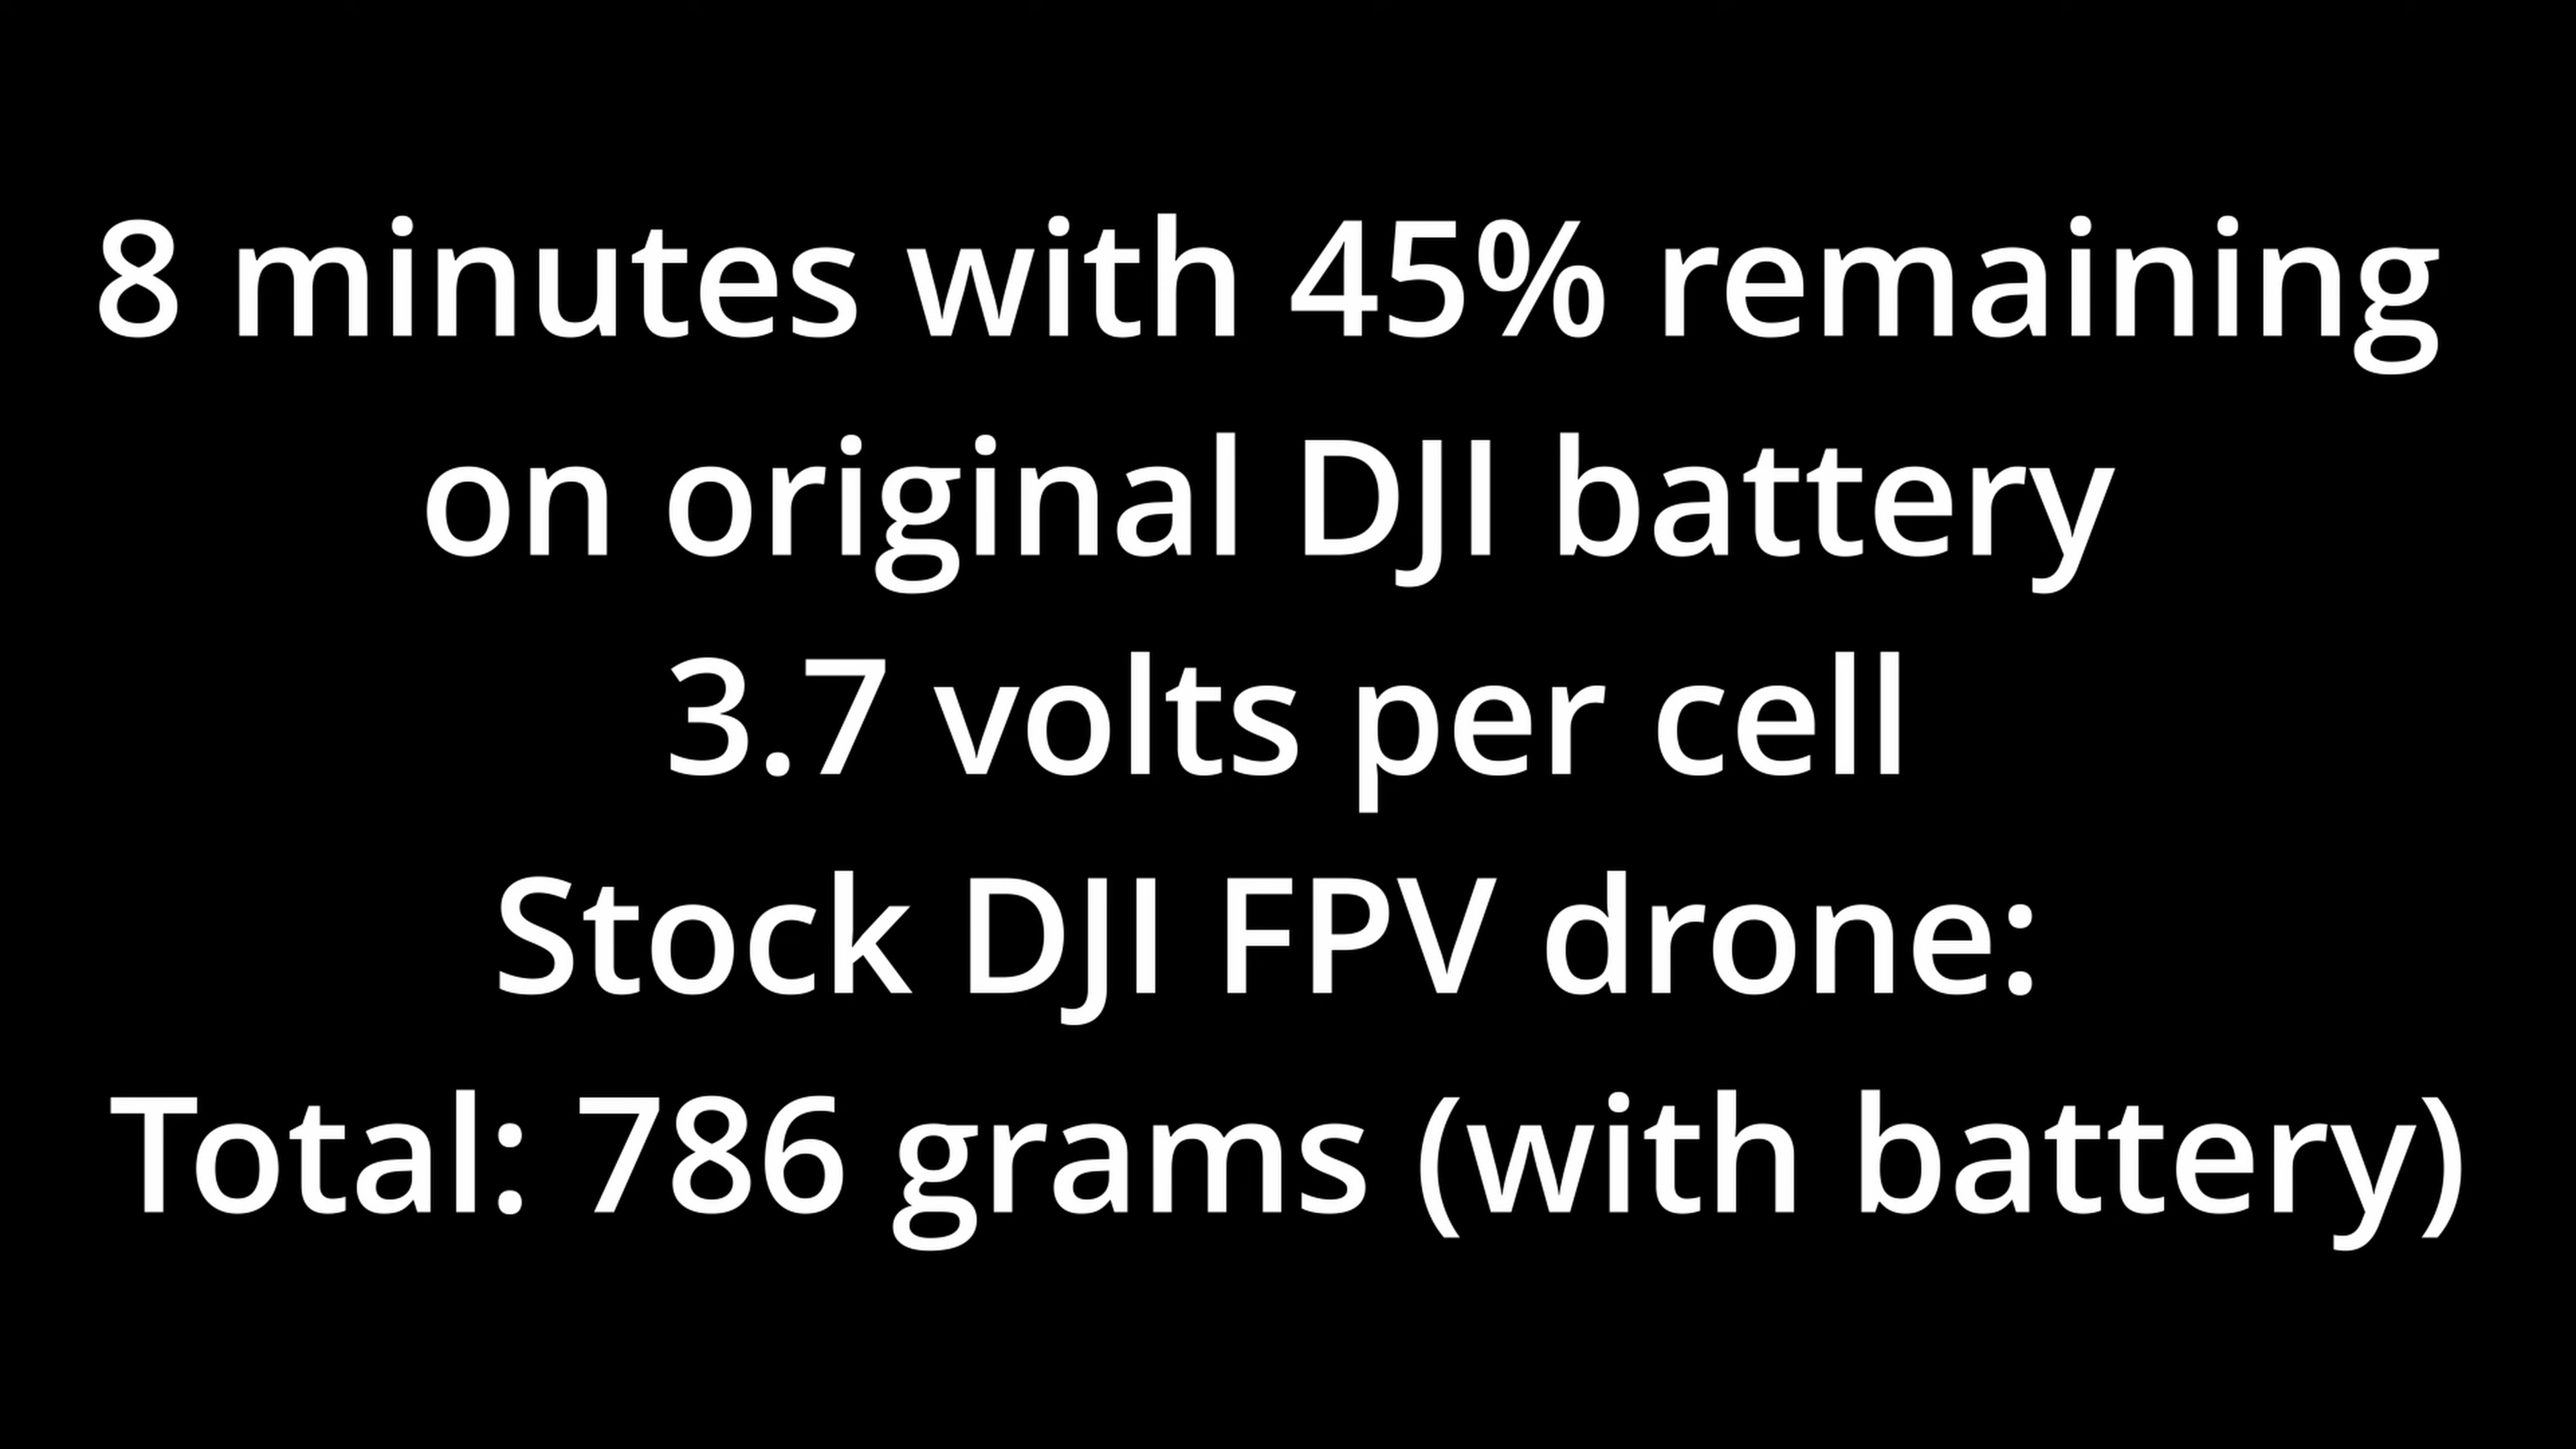 8 minutes with 45% remaining
on original DJI battery
3.7 volts per cell
Stock DJI FPV drone:
Total: 786 grams (with battery)